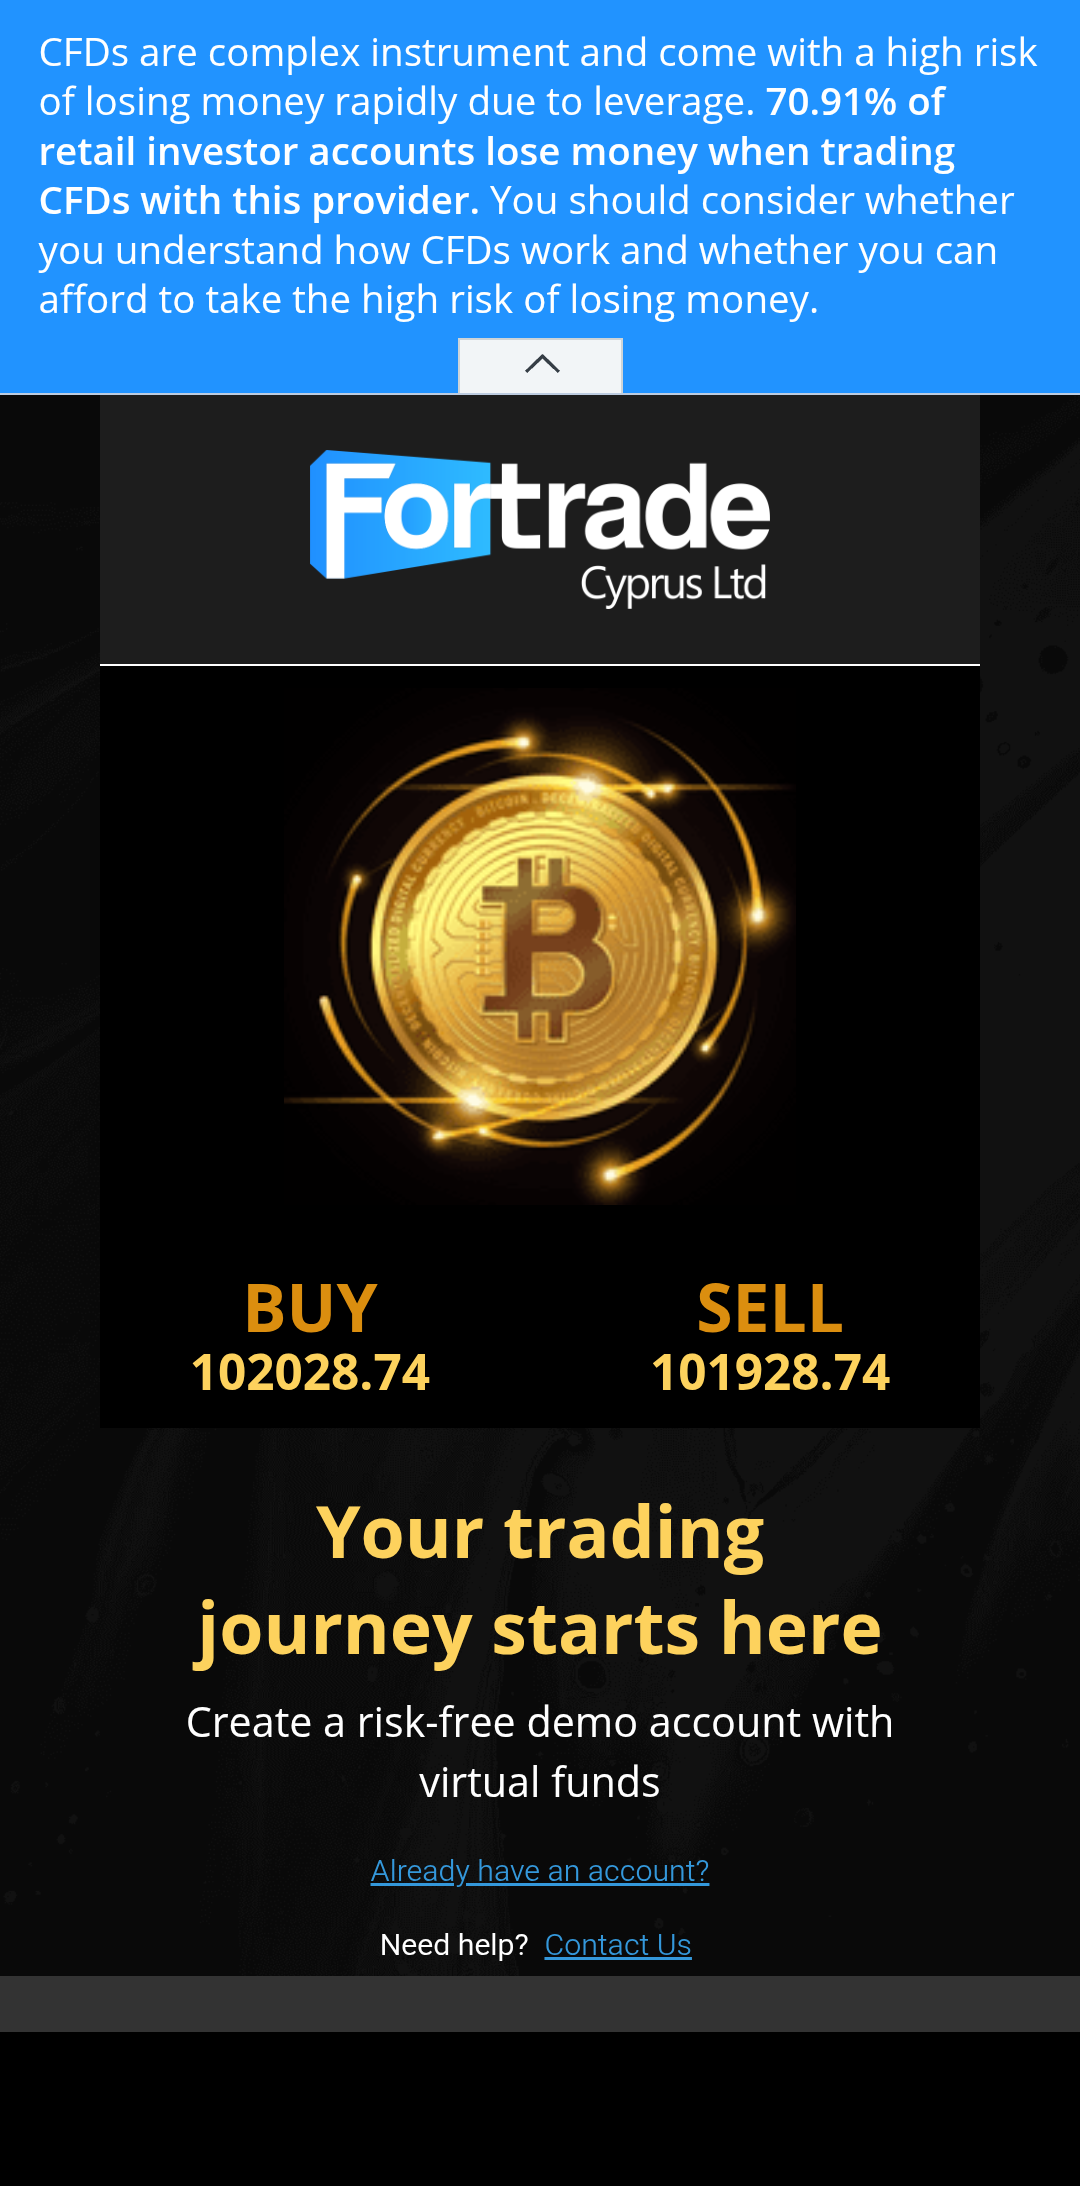 CFDs are complex instrument and come with a high risk
of losing money rapidly due to leverage. 70.91% of
retail investor accounts lose money when trading
CFDs with this provider. You should consider whether
you understand how CFDs work and whether you can
afford to take the high risk of losing money.
Fortrade
Cyprus Ltd
BUY
SELL
102028.74
101928.74
Your trading
journey starts here
Create a risk-free demo account with
virtual funds
Already have an account?
Need help? Contact Us